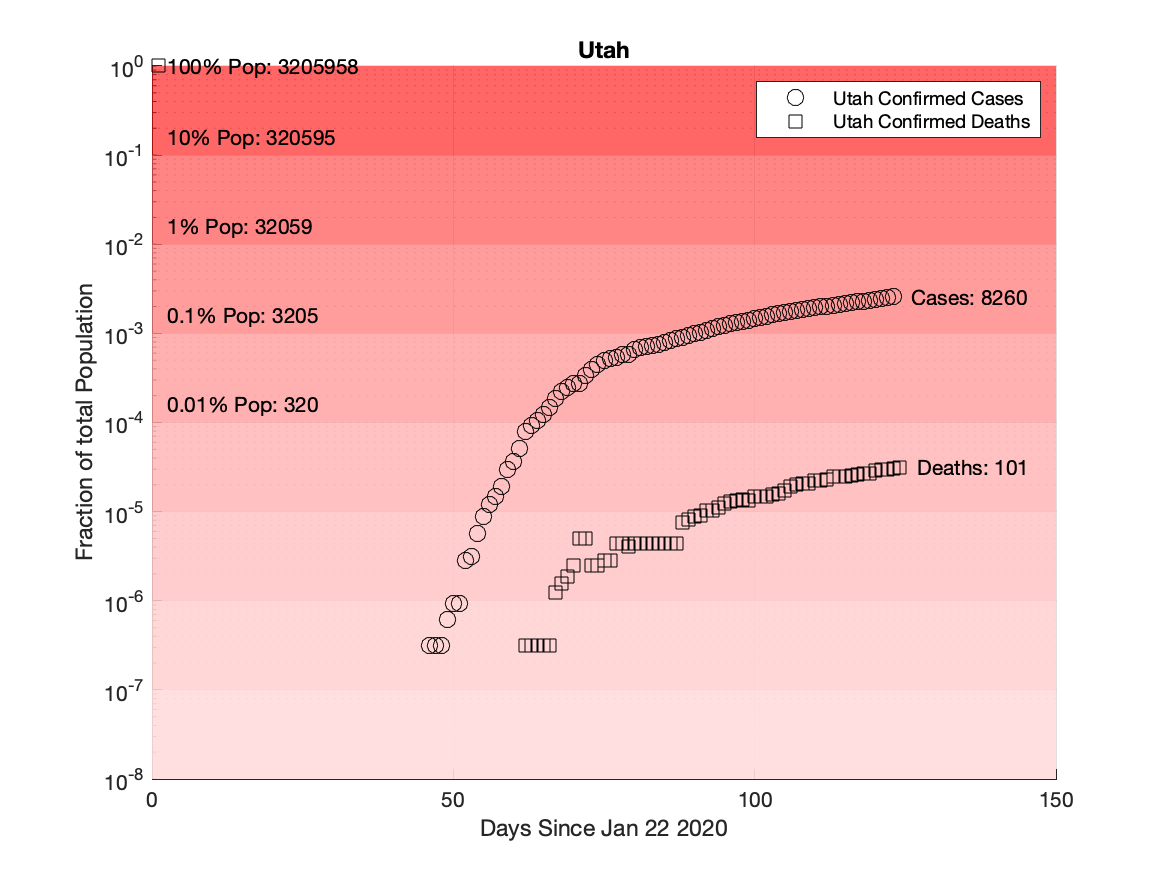 Utah
10^0
100% Pop: 3205958
Utah Confirmed Cases
Utah Confirmed Deaths
10% Pop: 320595
10^-1
1% Pop: 32059
10^-2
Cases: 8260
0.1% Pop: 3205
10^-3
0.01% Pop: 320
10^-4
Deaths: 101
10^-5
10^-6
10^-7
10^-8
Fraction of total Population
0 50 100 150
Days Since Jan 22 2020